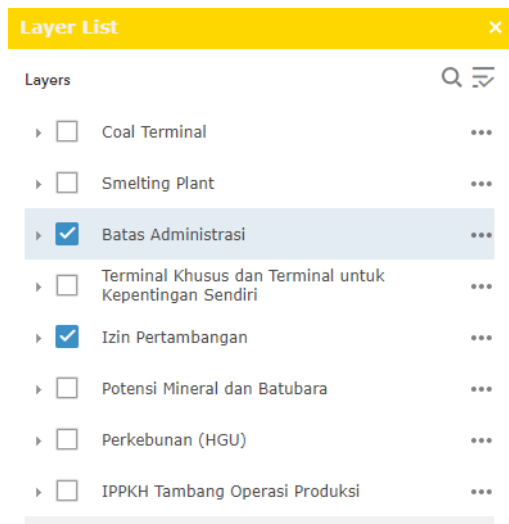 Layer List
Layers
Coal Terminal
Smelting Plant
Batas Administrasi
Terminal Khusus dan Terminal untuk
Kepentingan Sendiri
Izin Pertambangan
Potensi Mineral dan Batubara
Perkebunan (HGU)
IPPKH Tambang Operasi Produksi